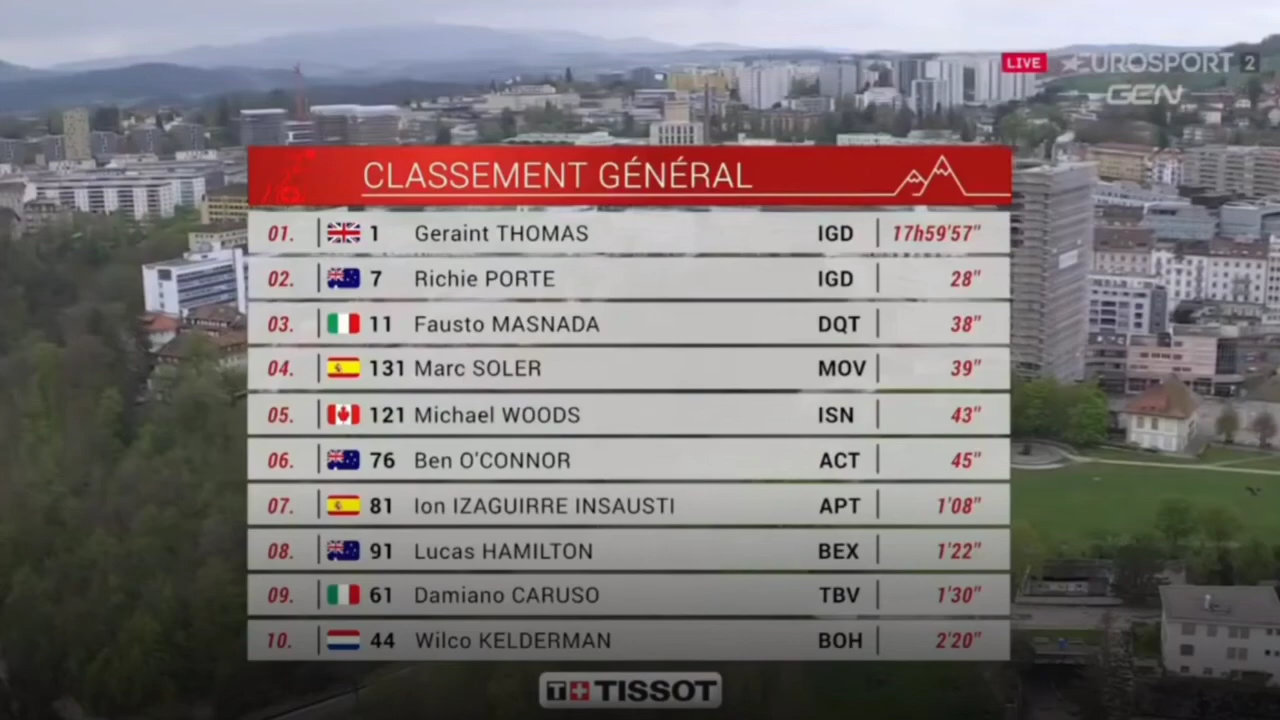 LIVE EUROSPORT 2
GEN
CLASSEMENT GÉNÉRAL
01. 1 Geraint THOMAS IGD 17h59'57"
02. 7 Richie PORTE IGD 28"
03. 11 Fausto MASNADA DQT 38"
04. 131 Marc SOLER MOV 39"
05. 121 Michael WOODS ISN 43"
06. 76 Ben O'CONNOR ACT 45"
07. 81 Ion IZAGUIRRE INSAUSTI APT 1'08"
08. 91 Lucas HAMILTON BEX 1'22"
09. 61 Damiano CARUSO TBV 1'30"
10. 44 Wilco KELDERMAN BOH 2'20"
T+ TISSOT